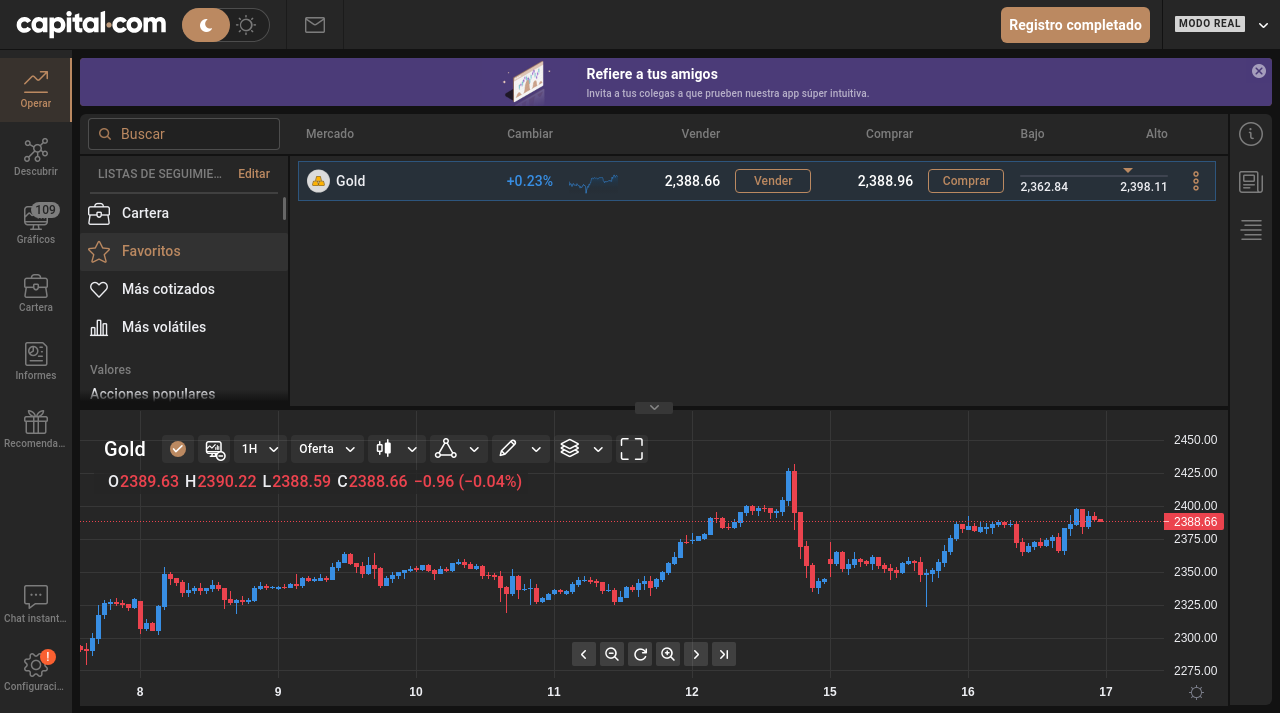 capital.com
Registro completado
MODO REAL
Operar
Descubrir
109
Gráficos
Cartera
Informes
Recomenda...
Chat instant...
!
Configuraci...
Refiere a tus amigos
Invita a tus colegas a que prueben nuestra app súper intuitiva.
Buscar
Mercado Cambiar Vender Comprar Bajo Alto
LISTAS DE SEGUIMIE... Editar
Cartera
Favoritos
Más cotizados
Más volátiles
Valores
Acciones populares
Gold +0.23% 2,388.66 Vender 2,388.96 Comprar 2,362.84 2,398.11
Gold 1H Oferta
O2389.63 H2390.22 L2388.59 C2388.66 −0.96 (−0.04%)
2450.00
2425.00
2400.00
2388.66
2375.00
2350.00
2325.00
2300.00
2275.00
8 9 10 11 12 15 16 17